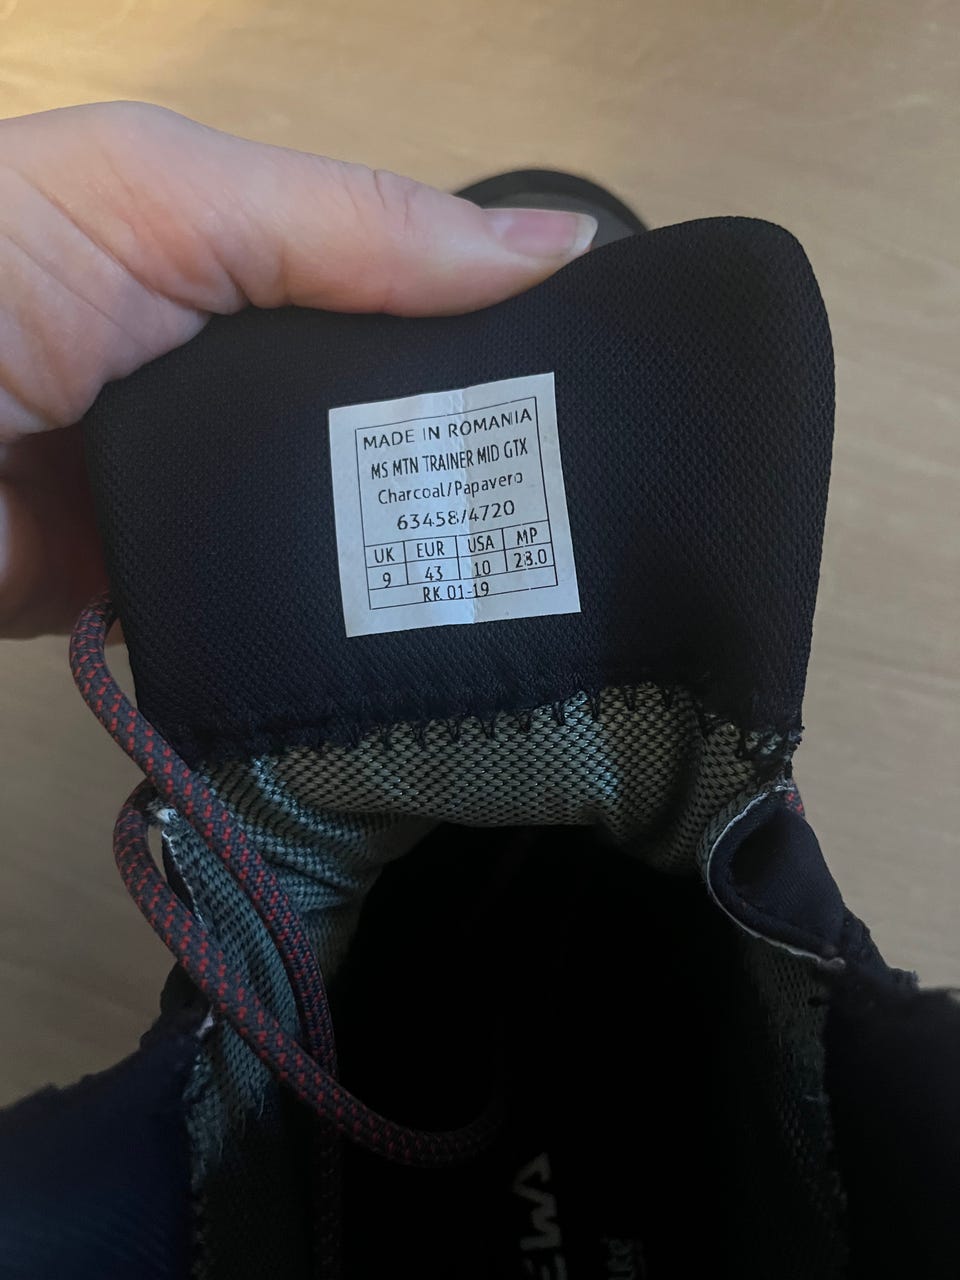 MADE IN ROMANIA
MS MTN TRAINER MID GTX
Charcoal/Papavero
63458/4720
UK EUR USA MP
9 43 10 28.0
RK 01-19